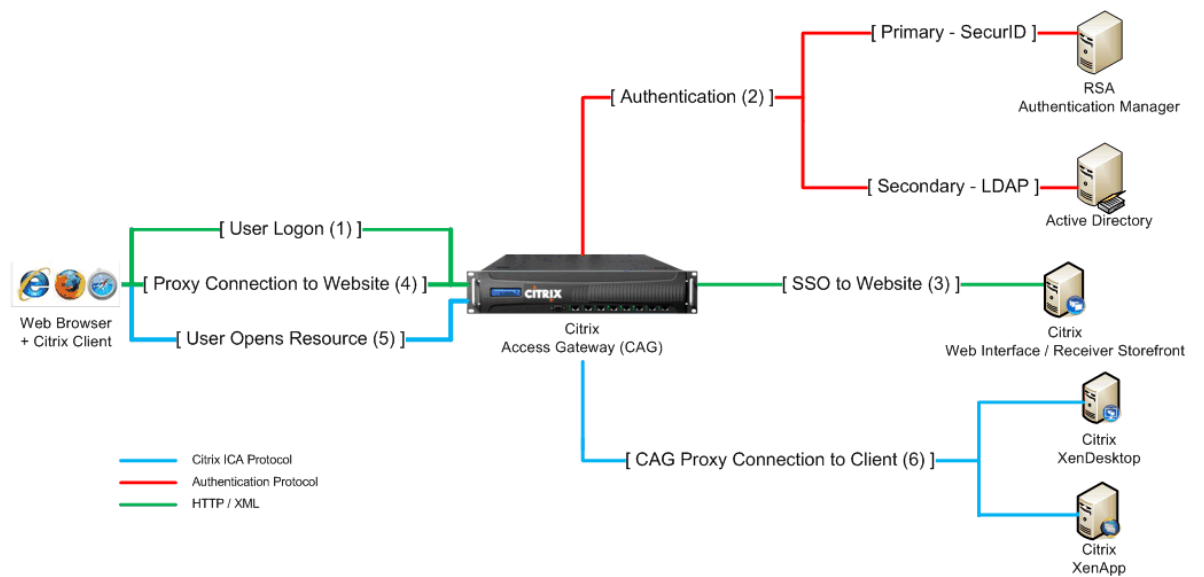 [ Primary - SecurID ]
RSA
Authentication Manager
[ Authentication (2) ]
[ Secondary - LDAP ]
Active Directory
[ User Logon (1) ]
[ Proxy Connection to Website (4) ]
[ User Opens Resource (5) ]
Web Browser
+ Citrix Client
CITRIX
Citrix
Access Gateway (CAG)
[ SSO to Website (3) ]
Citrix
Web Interface / Receiver Storefront
[ CAG Proxy Connection to Client (6) ]
Citrix
XenDesktop
Citrix
XenApp
Citrix ICA Protocol
Authentication Protocol
HTTP / XML